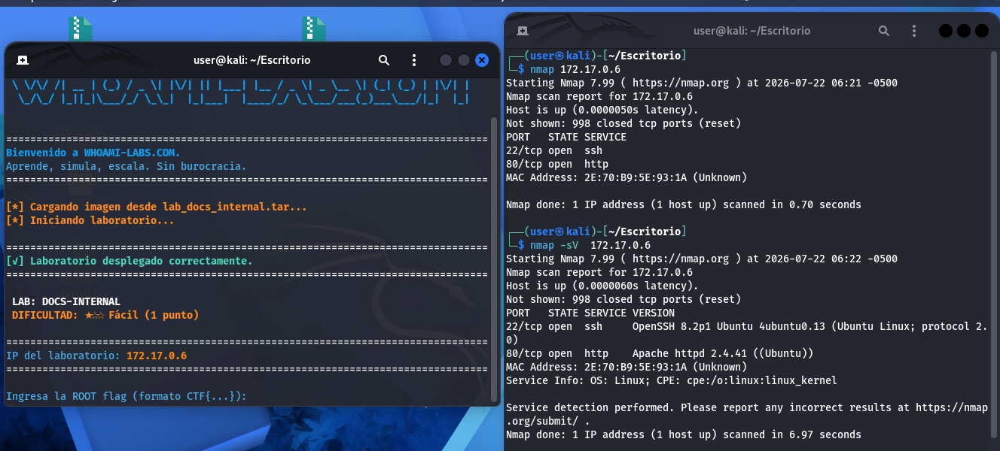 user@kali: ~/Escritorio
\ \/\/ /| __ | (_) / _ \| |\/| || |___| |__ / _ \| _ \__ \| (_| (_) | |\/| |
\_/\_/ |_||_|\___/_/ \_\_|  |_|___|  |____/_/ \_\___/___(_)___\___/|_|  |_|
================================================================================
Bienvenido a WHOAMI-LABS.COM.
Aprende, simula, escala. Sin burocracia.
================================================================================
[*] Cargando imagen desde lab_docs_internal.tar...
[*] Iniciando laboratorio...
================================================================================
[√] Laboratorio desplegado correctamente.
================================================================================
LAB: DOCS-INTERNAL
DIFICULTAD: ★☆☆ Fácil (1 punto)
================================================================================
IP del laboratorio: 172.17.0.6
================================================================================
Ingresa la ROOT flag (formato CTF{...}):
user@kali: ~/Escritorio
┌──(user㉿kali)-[~/Escritorio]
└─$ nmap 172.17.0.6
Starting Nmap 7.99 ( https://nmap.org ) at 2026-07-22 06:21 -0500
Nmap scan report for 172.17.0.6
Host is up (0.0000050s latency).
Not shown: 998 closed tcp ports (reset)
PORT   STATE SERVICE
22/tcp open  ssh
80/tcp open  http
MAC Address: 2E:70:B9:5E:93:1A (Unknown)
Nmap done: 1 IP address (1 host up) scanned in 0.70 seconds
┌──(user㉿kali)-[~/Escritorio]
└─$ nmap -sV  172.17.0.6
Starting Nmap 7.99 ( https://nmap.org ) at 2026-07-22 06:22 -0500
Nmap scan report for 172.17.0.6
Host is up (0.0000060s latency).
Not shown: 998 closed tcp ports (reset)
PORT   STATE SERVICE VERSION
22/tcp open  ssh     OpenSSH 8.2p1 Ubuntu 4ubuntu0.13 (Ubuntu Linux; protocol 2.
0)
80/tcp open  http    Apache httpd 2.4.41 ((Ubuntu))
MAC Address: 2E:70:B9:5E:93:1A (Unknown)
Service Info: OS: Linux; CPE: cpe:/o:linux:linux_kernel
Service detection performed. Please report any incorrect results at https://nmap
.org/submit/ .
Nmap done: 1 IP address (1 host up) scanned in 6.97 seconds